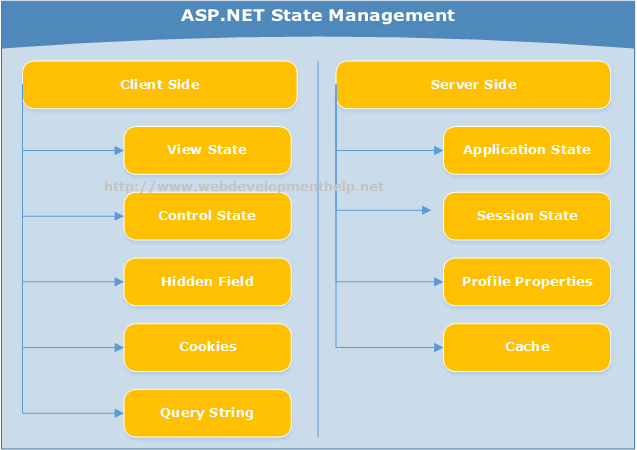 ASP.NET State Management
Client Side
View State
Control State
Hidden Field
Cookies
Query String
Server Side
Application State
Session State
Profile Properties
Cache
http://www.webdevelopmenthelp.net